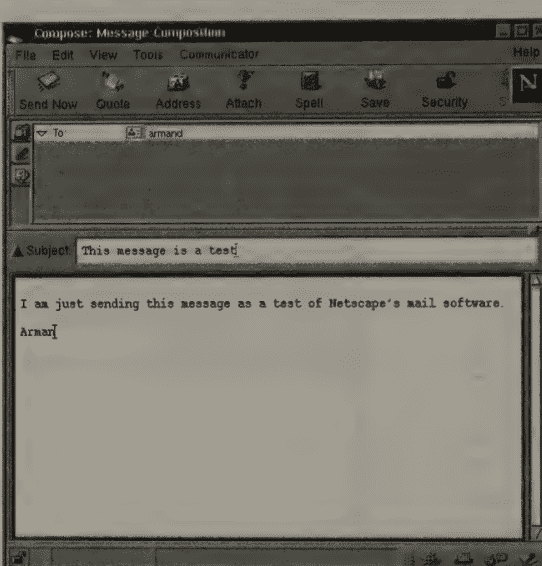 Compose: Message Composition
File Edit View Tools Communicator Help
Send Now Quote Address Attach Spell Save Security S
N
To armand
Subject: This message is a test
I am just sending this message as a test of Netscape's mail software.
Arman